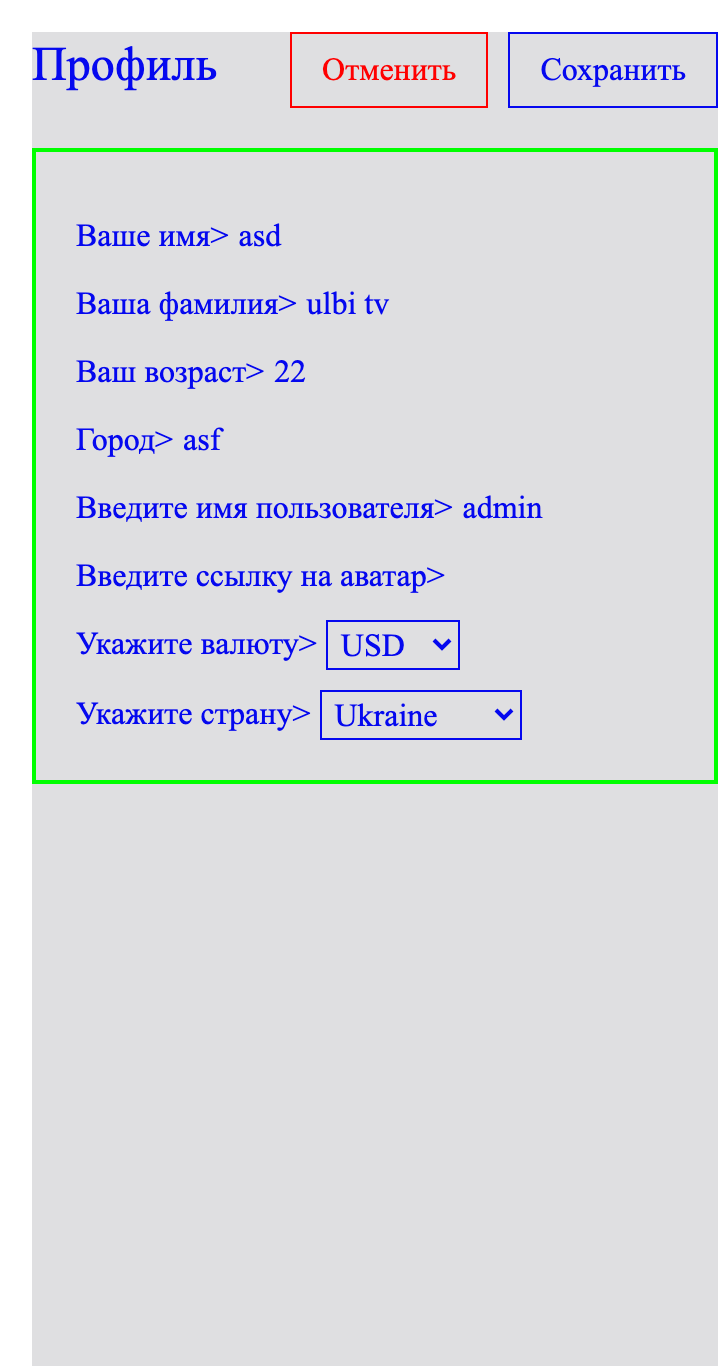 Профиль Отменить Сохранить
Ваше имя> asd
Ваша фамилия> ulbi tv
Ваш возраст> 22
Город> asf
Введите имя пользователя> admin
Введите ссылку на аватар>
Укажите валюту> USD
Укажите страну> Ukraine